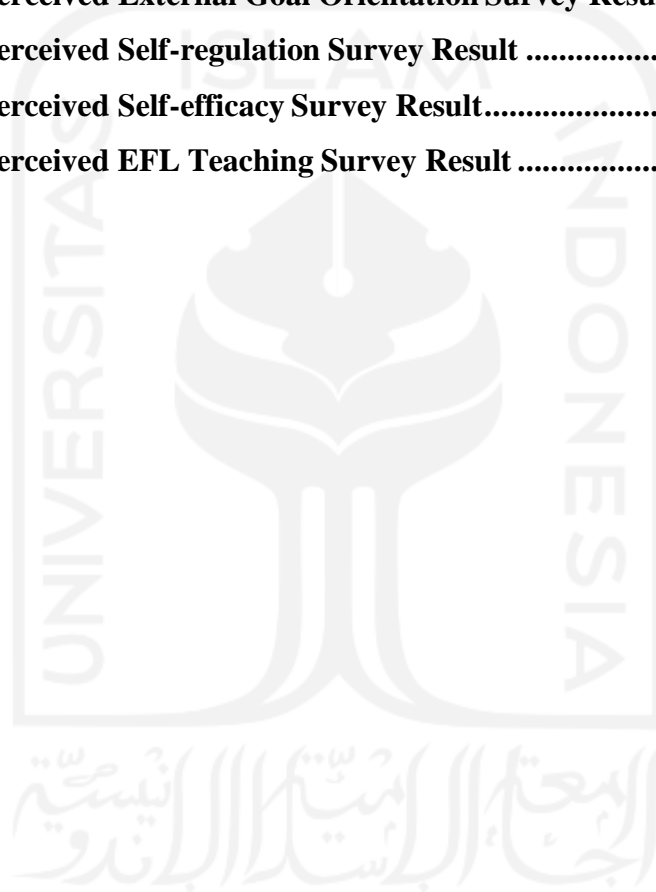 erceived External Goal Orientation Survey Resu
erceived Self-regulation Survey Result ..................
erceived Self-efficacy Survey Result.......................
erceived EFL Teaching Survey Result ...................
ISLAM
UNIVERSITAS
INDONESIA